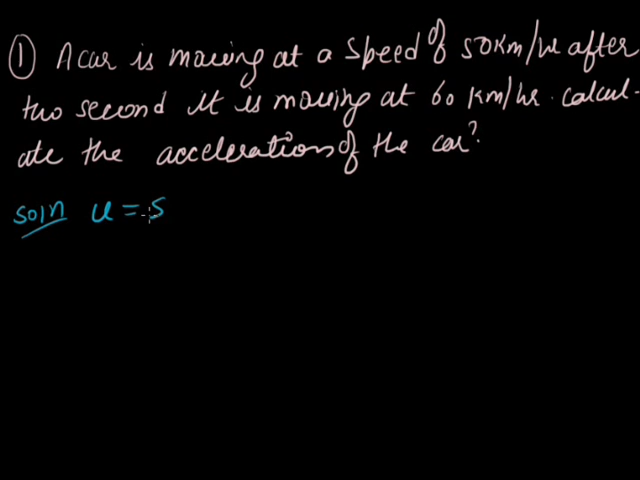 ① A car is moving at a speed of 50km/hr after
two second it is moving at 60 km/hr. calcul-
ate the acceleration of the car?
soln u = 5